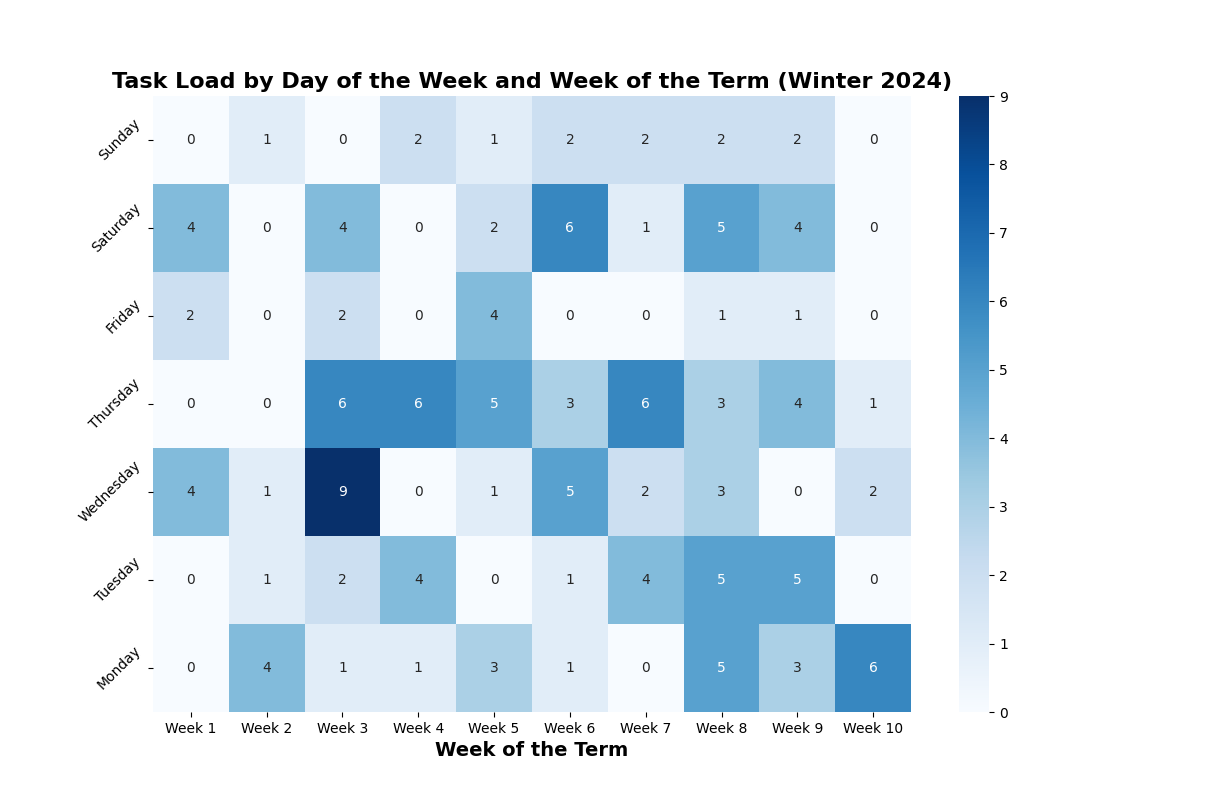 Task Load by Day of the Week and Week of the Term (Winter 2024)
Sunday 0 1 0 2 1 2 2 2 2 0
Saturday 4 0 4 0 2 6 1 5 4 0
Friday 2 0 2 0 4 0 0 1 1 0
Thursday 0 0 6 6 5 3 6 3 4 1
Wednesday 4 1 9 0 1 5 2 3 0 2
Tuesday 0 1 2 4 0 1 4 5 5 0
Monday 0 4 1 1 3 1 0 5 3 6
Week 1 Week 2 Week 3 Week 4 Week 5 Week 6 Week 7 Week 8 Week 9 Week 10
Week of the Term
9
8
7
6
5
4
3
2
1
0